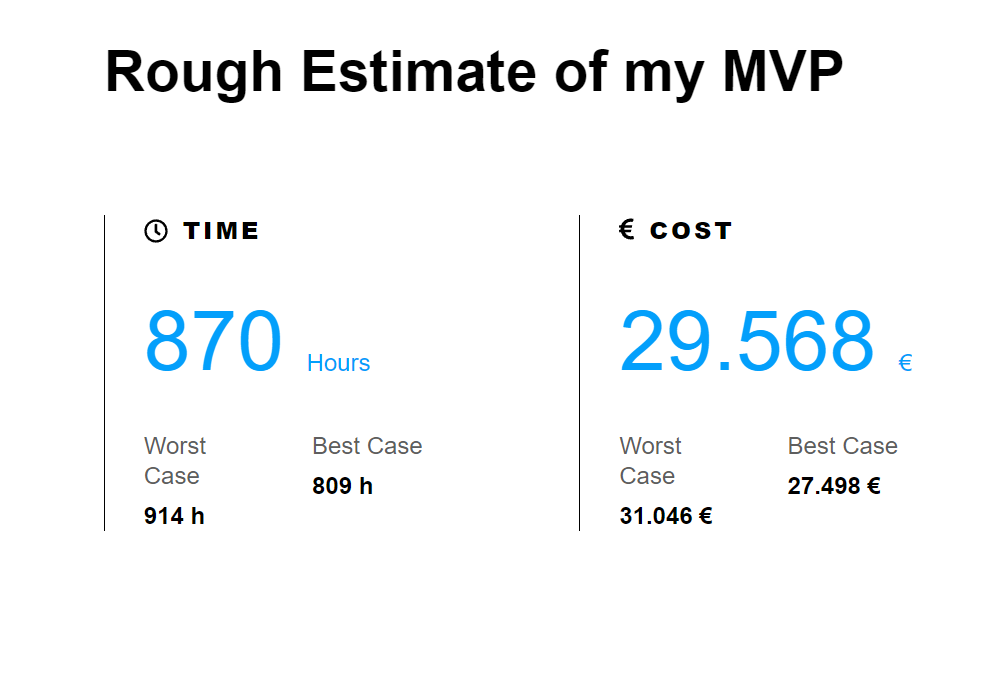 Rough Estimate of my MVP
TIME
870 Hours
Worst Case
914 h
Best Case
809 h
€ COST
29.568 €
Worst Case
31.046 €
Best Case
27.498 €